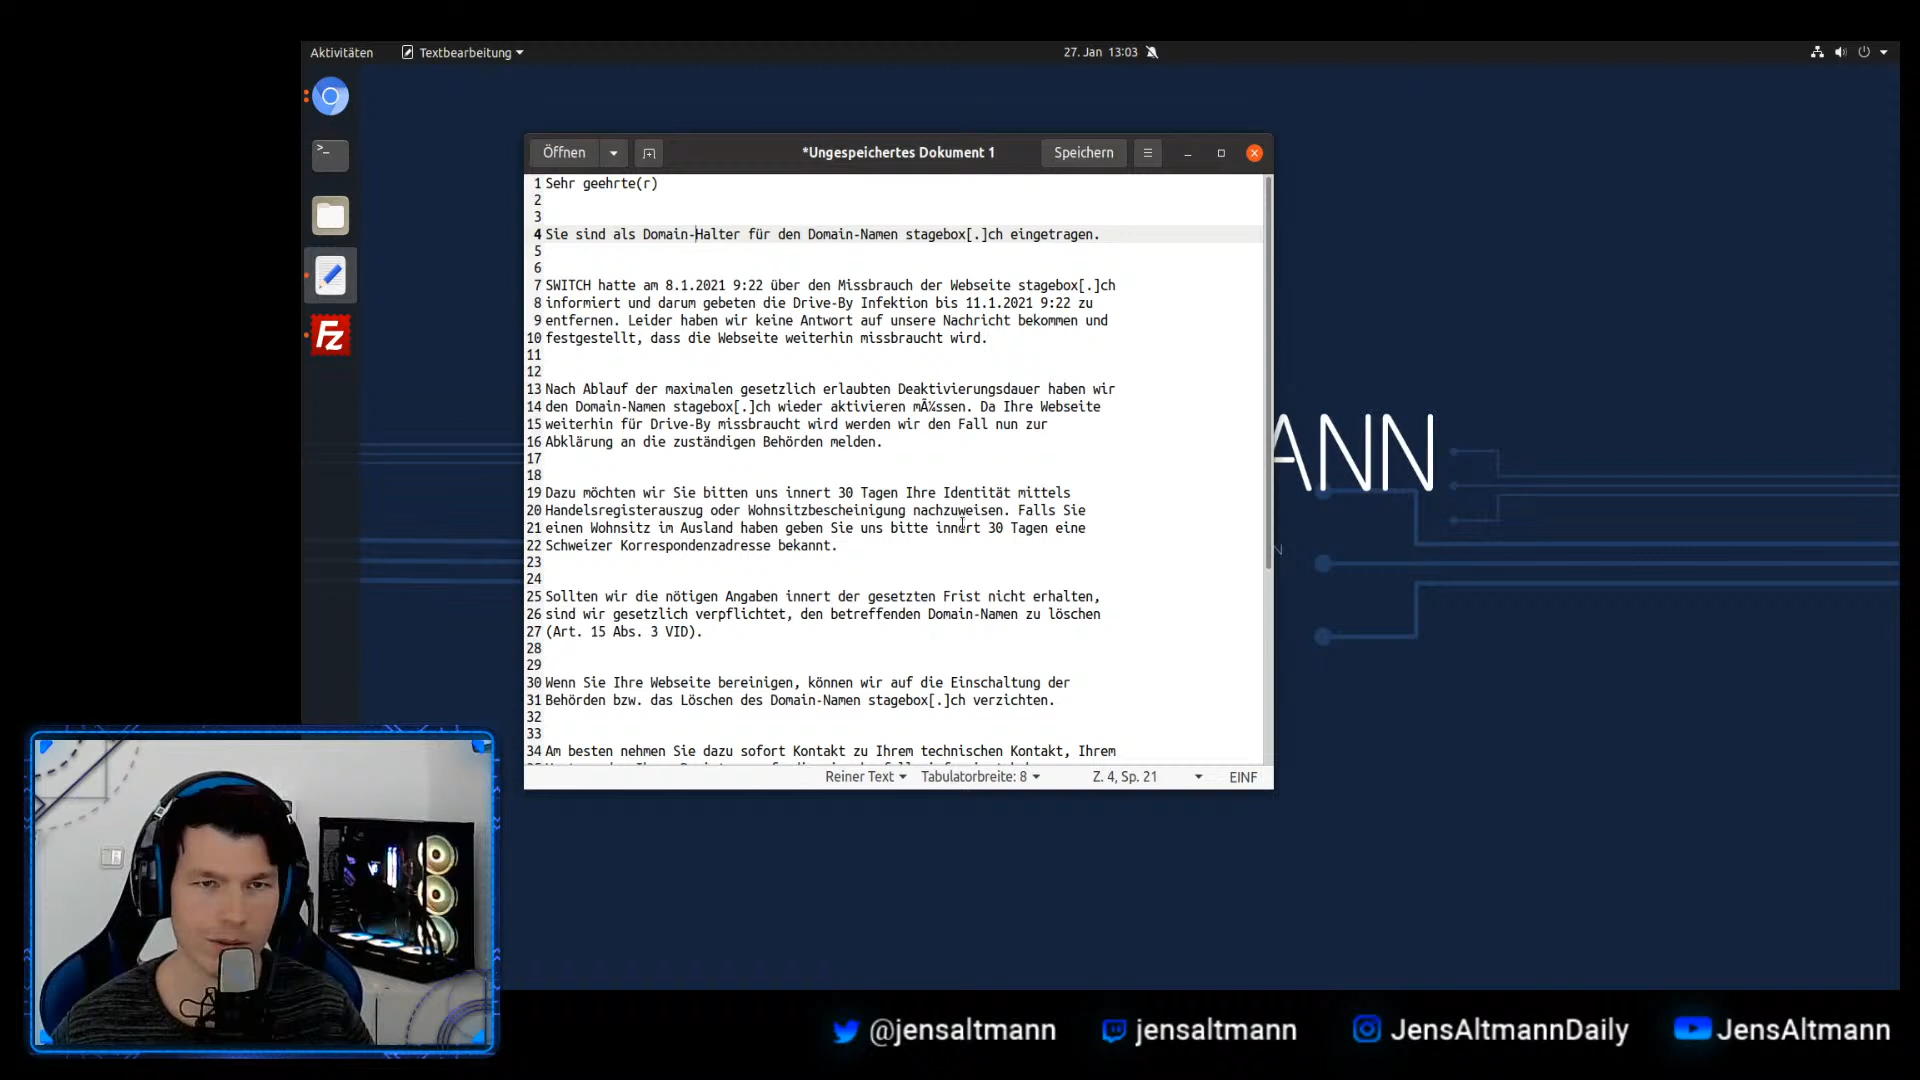 Aktivitäten
Textbearbeitung
27. Jan 13:03
Öffnen
*Ungespeichertes Dokument 1
Speichern
1 Sehr geehrte(r)
2
3
4 Sie sind als Domain-Halter für den Domain-Namen stagebox[.]ch eingetragen.
5
6
7 SWITCH hatte am 8.1.2021 9:22 über den Missbrauch der Webseite stagebox[.]ch
8 informiert und darum gebeten die Drive-By Infektion bis 11.1.2021 9:22 zu
9 entfernen. Leider haben wir keine Antwort auf unsere Nachricht bekommen und
10 festgestellt, dass die Webseite weiterhin missbraucht wird.
11
12
13 Nach Ablauf der maximalen gesetzlich erlaubten Deaktivierungsdauer haben wir
14 den Domain-Namen stagebox[.]ch wieder aktivieren mÃ¼ssen. Da Ihre Webseite
15 weiterhin für Drive-By missbraucht wird werden wir den Fall nun zur
16 Abklärung an die zuständigen Behörden melden.
17
18
19 Dazu möchten wir Sie bitten uns innert 30 Tagen Ihre Identität mittels
20 Handelsregisterauszug oder Wohnsitzbescheinigung nachzuweisen. Falls Sie
21 einen Wohnsitz im Ausland haben geben Sie uns bitte innert 30 Tagen eine
22 Schweizer Korrespondenzadresse bekannt.
23
24
25 Sollten wir die nötigen Angaben innert der gesetzten Frist nicht erhalten,
26 sind wir gesetzlich verpflichtet, den betreffenden Domain-Namen zu löschen
27 (Art. 15 Abs. 3 VID).
28
29
30 Wenn Sie Ihre Webseite bereinigen, können wir auf die Einschaltung der
31 Behörden bzw. das Löschen des Domain-Namen stagebox[.]ch verzichten.
32
33
34 Am besten nehmen Sie dazu sofort Kontakt zu Ihrem technischen Kontakt, Ihrem
Reiner Text
Tabulatorbreite: 8
Z. 4, Sp. 21
EINF
ANN
N
@jensaltmann
jensaltmann
JensAltmannDaily
JensAltmann